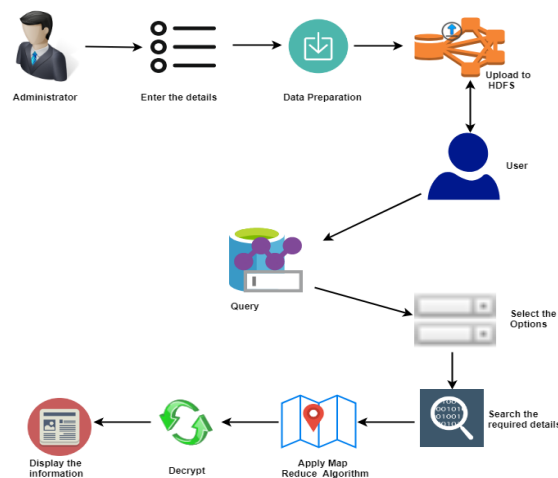 Administrator
Enter the details
Data Preparation
Upload to
HDFS
User
Query
Select the
Options
Search the
required details
Apply Map
Reduce Algorithm
Decrypt
Display the
information